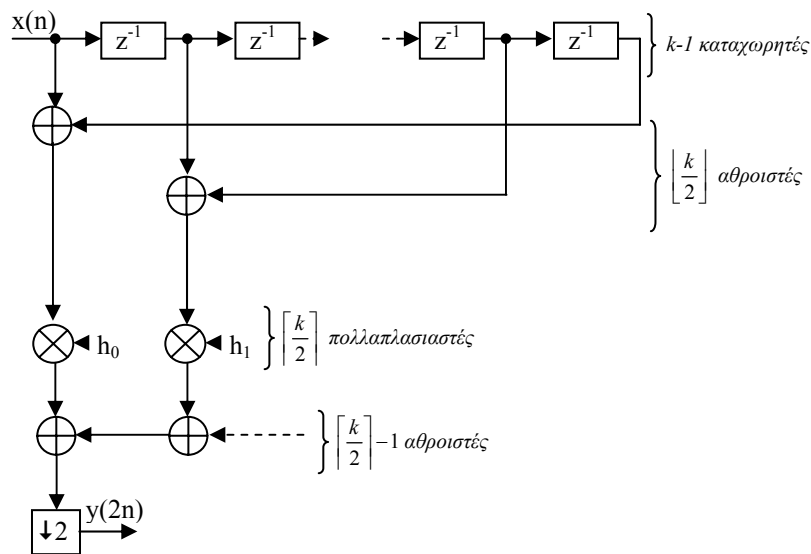 x(n)
z⁻¹ z⁻¹ z⁻¹ z⁻¹
k-1 καταχωρητές
⌊k/2⌋ αθροιστές
h₀ h₁
⌈k/2⌉ πολλαπλασιαστές
⌈k/2⌉−1 αθροιστές
↓2
y(2n)